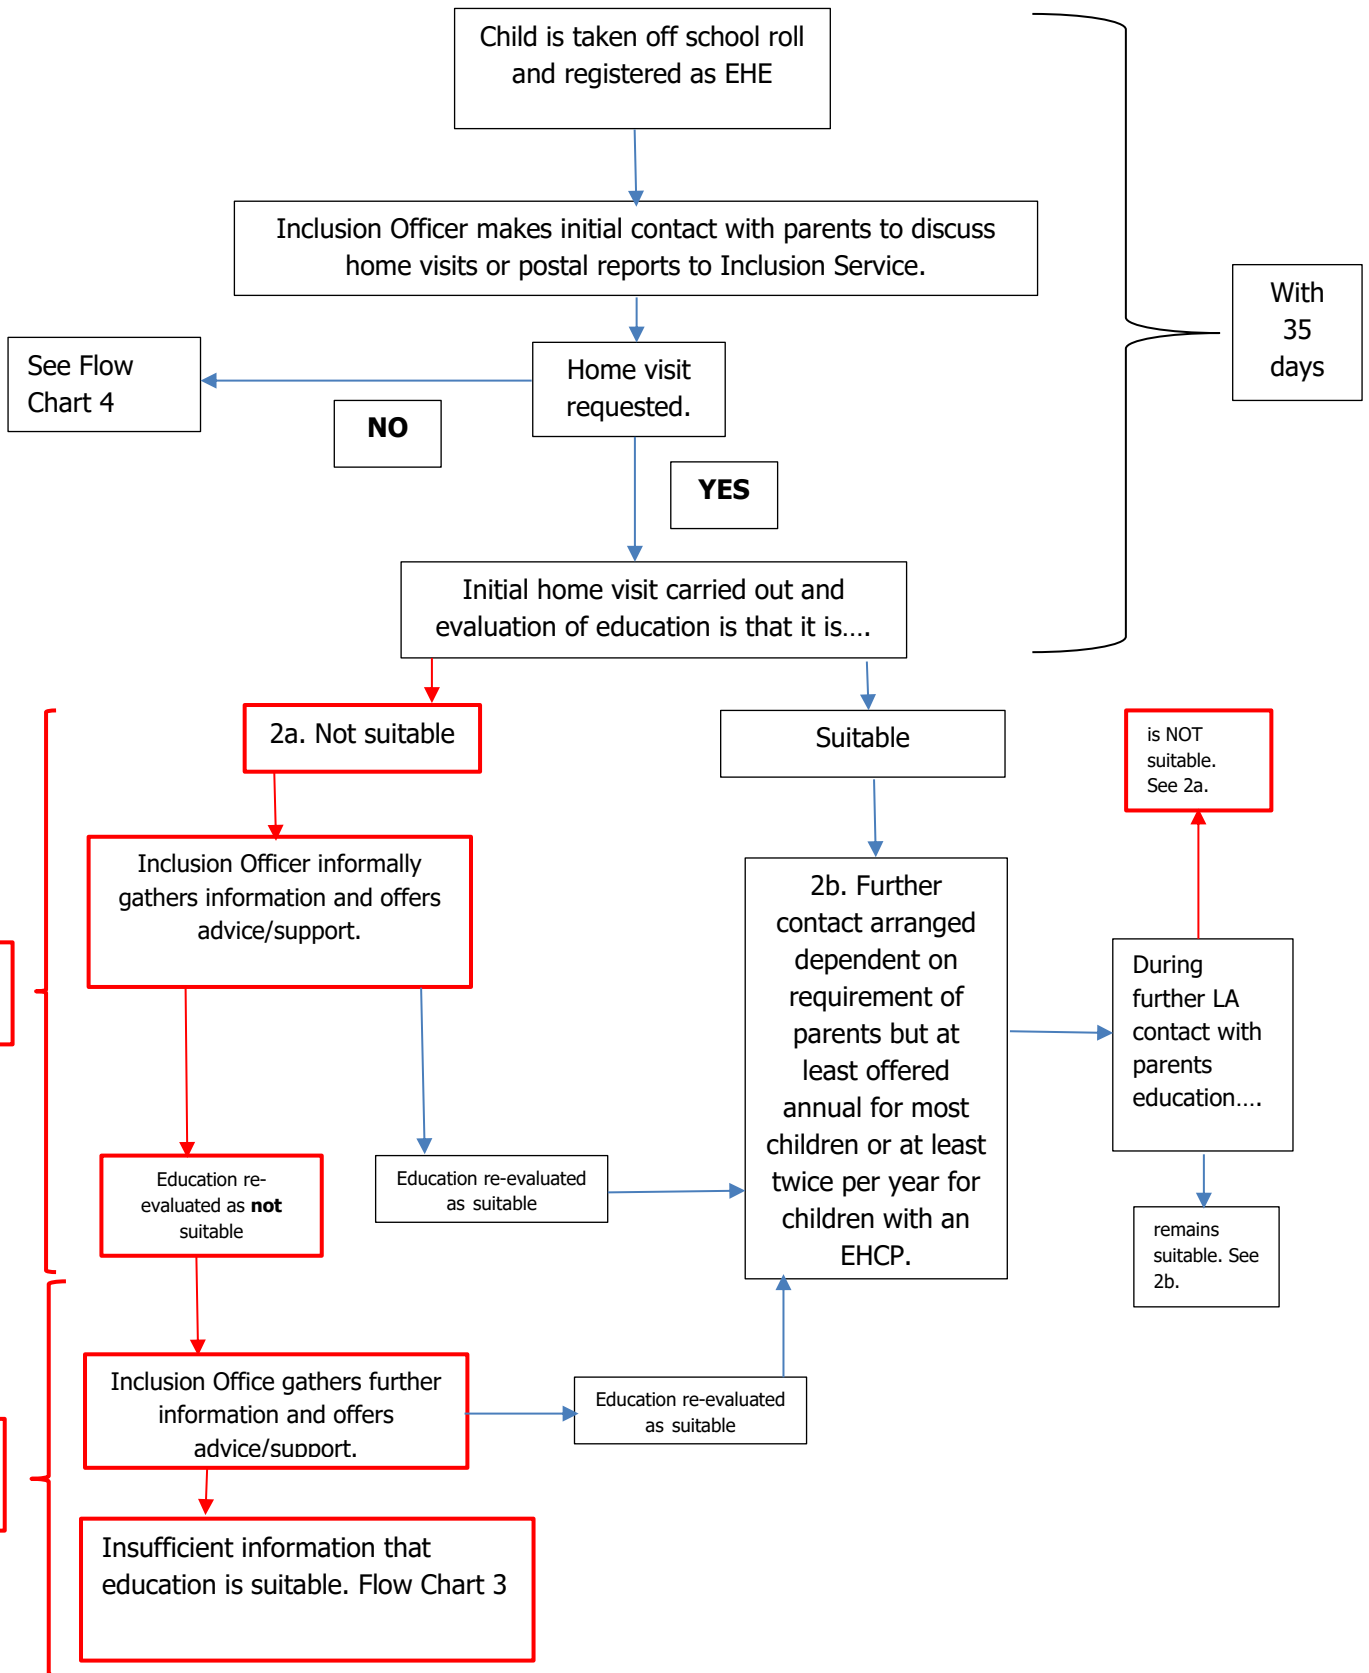 Child is taken off school roll
and registered as EHE
Inclusion Officer makes initial contact with parents to discuss
home visits or postal reports to Inclusion Service.
With
35
days
See Flow
Chart 4
Home visit
requested.
NO
YES
Initial home visit carried out and
evaluation of education is that it is….
2a. Not suitable
Suitable
is NOT
suitable.
See 2a.
Inclusion Officer informally
gathers information and offers
advice/support.
2b. Further
contact arranged
dependent on
requirement of
parents but at
least offered
annual for most
children or at least
twice per year for
children with an
EHCP.
During
further LA
contact with
parents
education….
Education re-
evaluated as not
suitable
Education re-evaluated
as suitable
remains
suitable. See
2b.
Inclusion Office gathers further
information and offers
advice/support.
Education re-evaluated
as suitable
Insufficient information that
education is suitable. Flow Chart 3